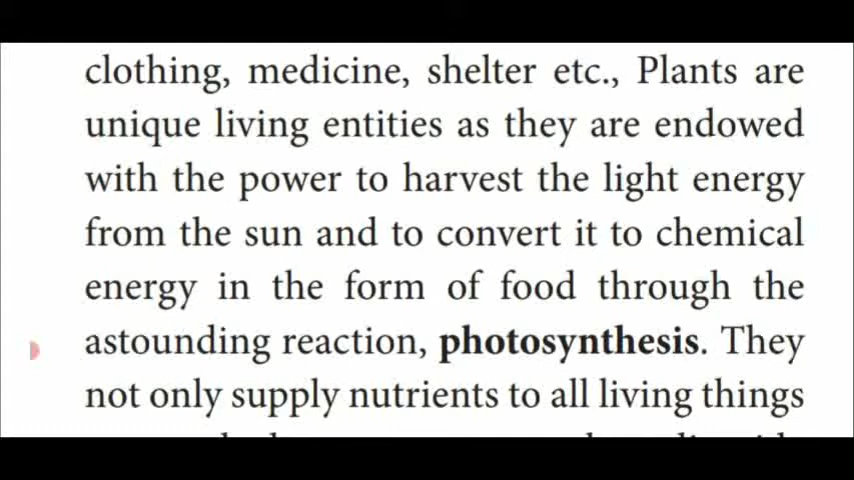 clothing, medicine, shelter etc., Plants are
unique living entities as they are endowed
with the power to harvest the light energy
from the sun and to convert it to chemical
energy in the form of food through the
astounding reaction, photosynthesis. They
not only supply nutrients to all living things